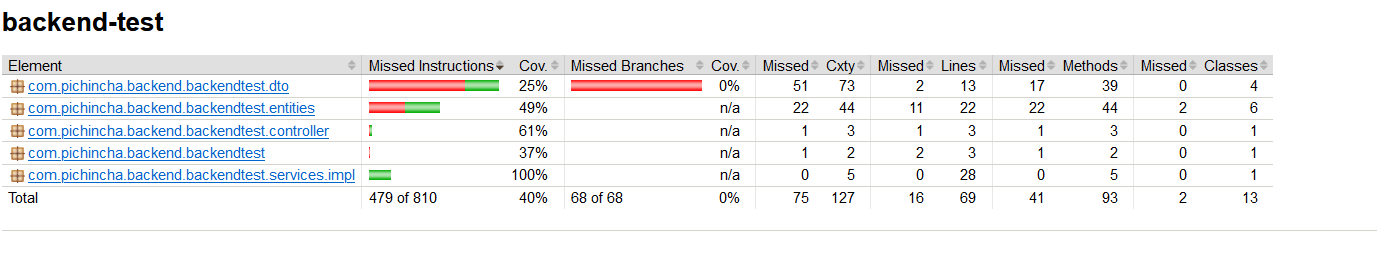 backend-test
Element Missed Instructions Cov. Missed Branches Cov. Missed Cxty Missed Lines Missed Methods Missed Classes
com.pichincha.backend.backendtest.dto 25% 0% 51 73 2 13 17 39 0 4
com.pichincha.backend.backendtest.entities 49% n/a 22 44 11 22 22 44 2 6
com.pichincha.backend.backendtest.controller 61% n/a 1 3 1 3 1 3 0 1
com.pichincha.backend.backendtest 37% n/a 1 2 2 3 1 2 0 1
com.pichincha.backend.backendtest.services.impl 100% n/a 0 5 0 28 0 5 0 1
Total 479 of 810 40% 68 of 68 0% 75 127 16 69 41 93 2 13